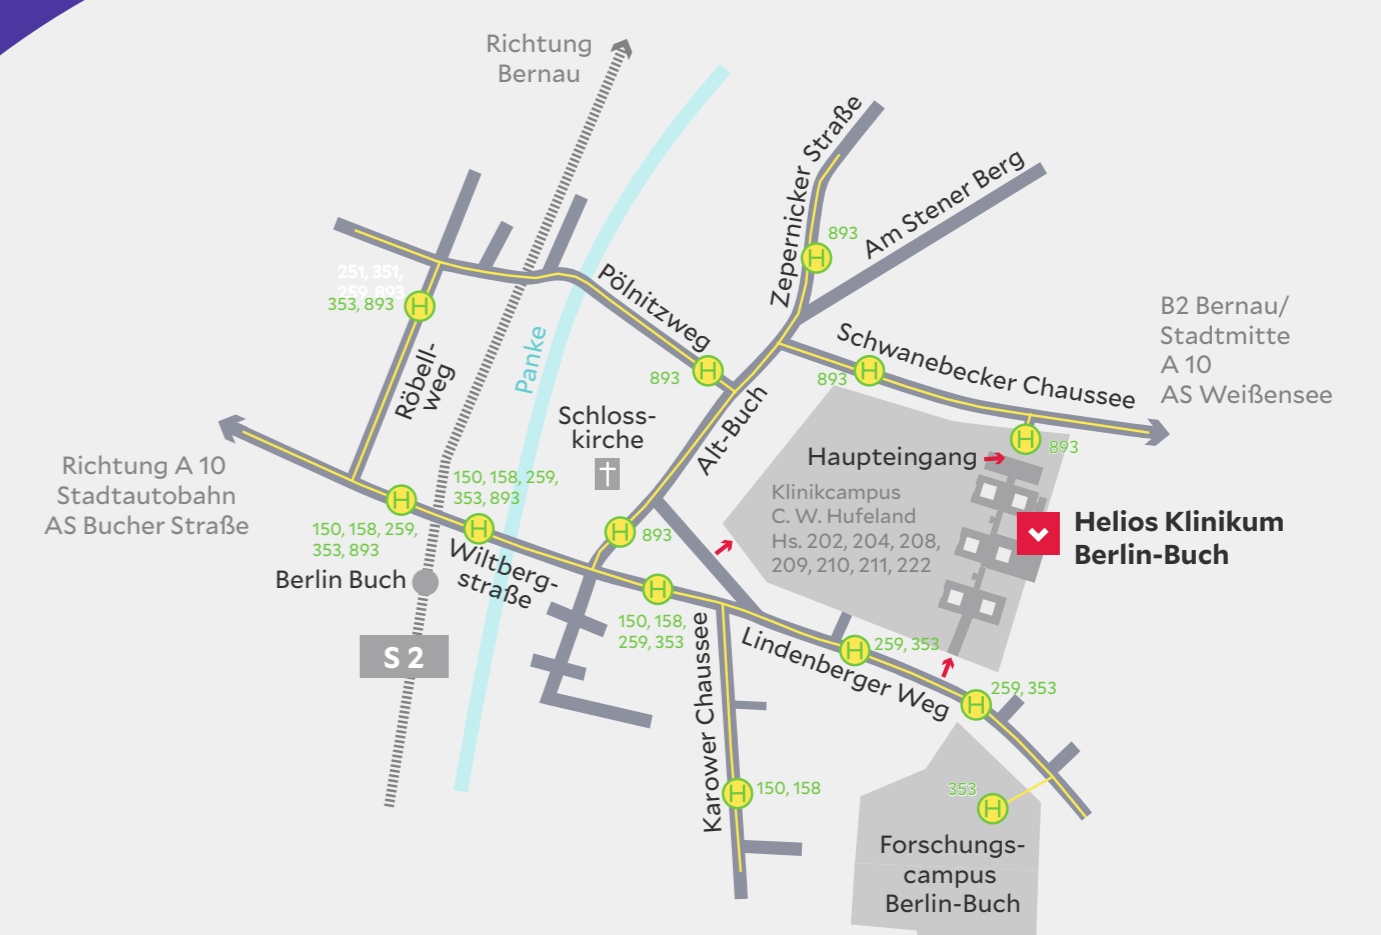 Richtung
Bernau
Zepernicker Straße
Am Stener Berg
H
893
251, 351,
259, 893
353, 893
H
Röbell-
weg
Panke
Pölnitzweg
H
893
Schwanebecker Chaussee
H
893
B2 Bernau/
Stadtmitte
A 10
AS Weißensee
Schloss-
kirche
Alt-Buch
H
893
Haupteingang
Richtung A 10
Stadtautobahn
AS Bucher Straße
H
150, 158, 259,
353, 893
150, 158, 259,
353, 893
H
Wiltberg-
straße
H
893
Klinikcampus
C. W. Hufeland
Hs. 202, 204, 208,
209, 210, 211, 222
Helios Klinikum
Berlin-Buch
Berlin Buch
S 2
H
150, 158,
259, 353
Karower Chaussee
Lindenberger Weg
H
259, 353
H
259, 353
H
150, 158
353
H
Forschungs-
campus
Berlin-Buch